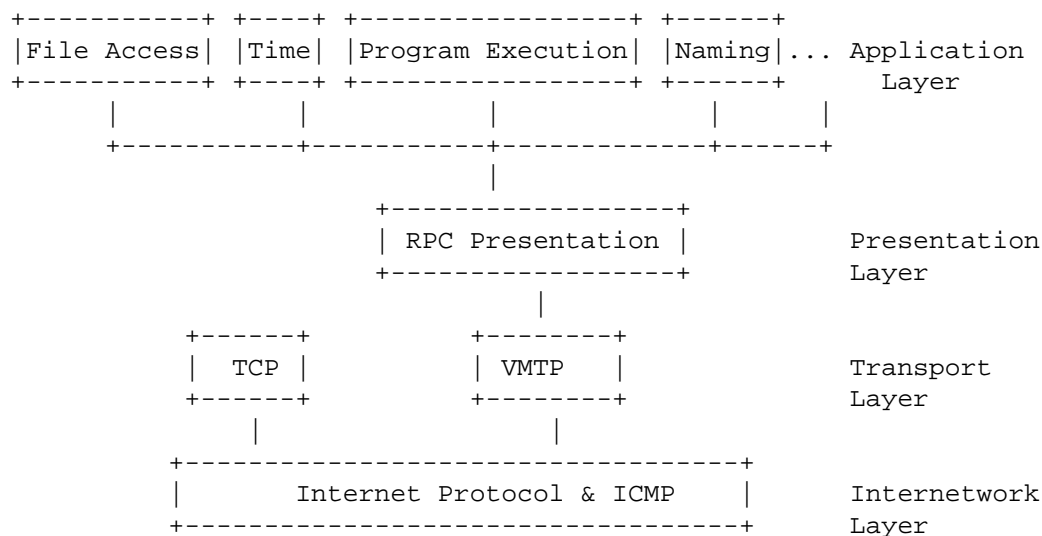 File Access Time Program Execution Naming ... Application
Layer
RPC Presentation Presentation
Layer
TCP VMTP Transport
Layer
Internet Protocol & ICMP Internetwork
Layer